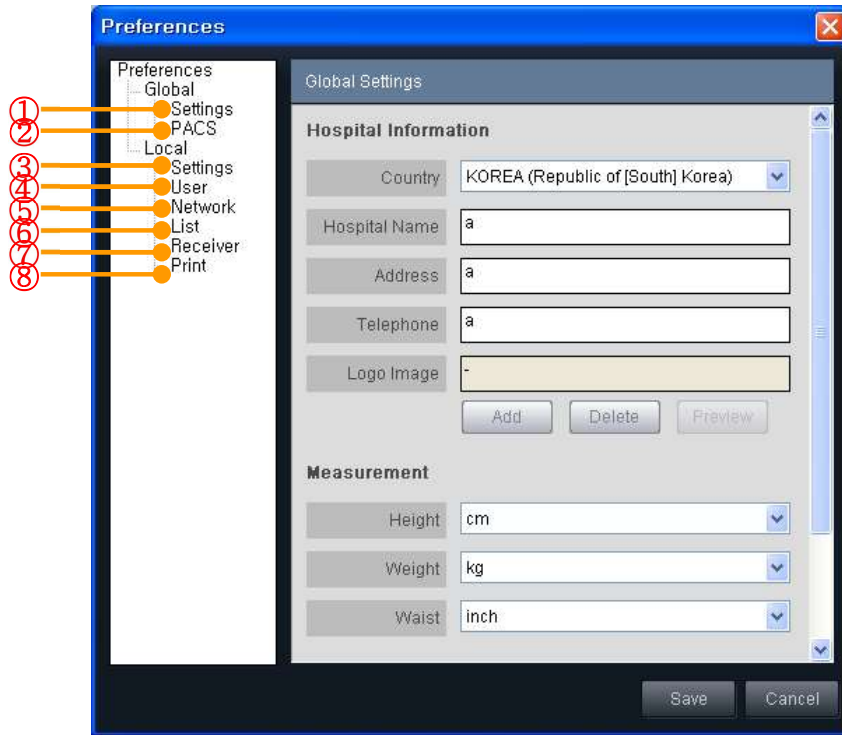 Preferences
Preferences
Global
① Settings
② PACS
Local
③ Settings
④ User
⑤ Network
⑥ List
⑦ Receiver
⑧ Print
Global Settings
Hospital Information
Country KOREA (Republic of [South] Korea)
Hospital Name a
Address a
Telephone a
Logo Image -
Add Delete Preview
Measurement
Height cm
Weight kg
Waist inch
Save Cancel